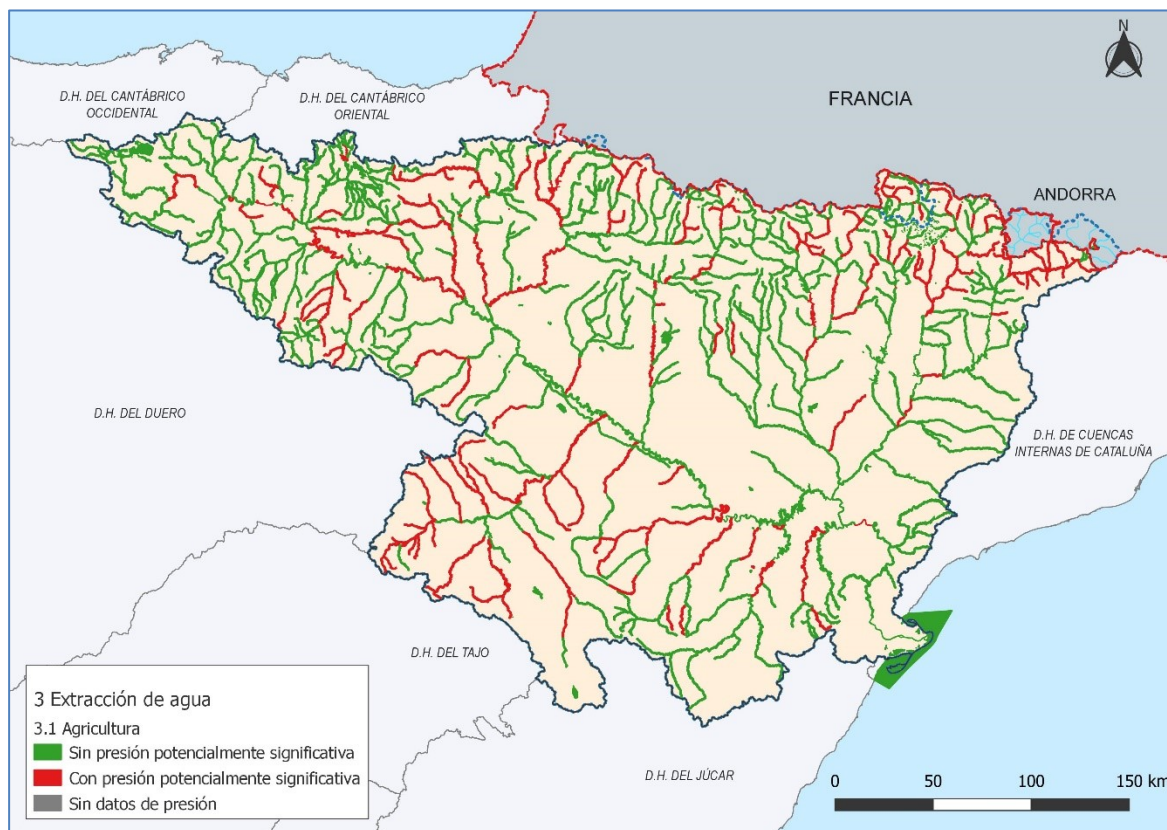 N
D.H. DEL CANTÁBRICO
OCCIDENTAL
D.H. DEL CANTÁBRICO
ORIENTAL
FRANCIA
ANDORRA
D.H. DEL DUERO
D.H. DE CUENCAS
INTERNAS DE CATALUÑA
D.H. DEL TAJO
D.H. DEL JÚCAR
3 Extracción de agua
3.1 Agricultura
Sin presión potencialmente significativa
Con presión potencialmente significativa
Sin datos de presión
0 50 100 150 km